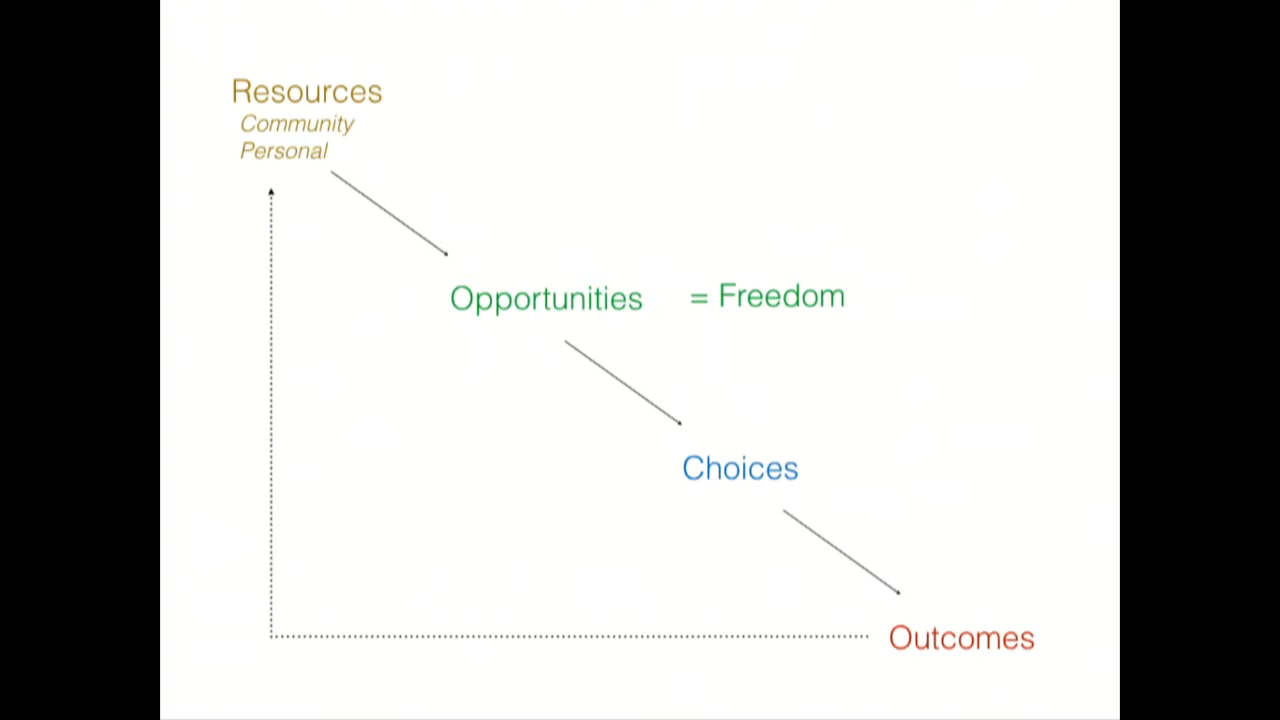 Resources
Community
Personal
Opportunities = Freedom
Choices
Outcomes